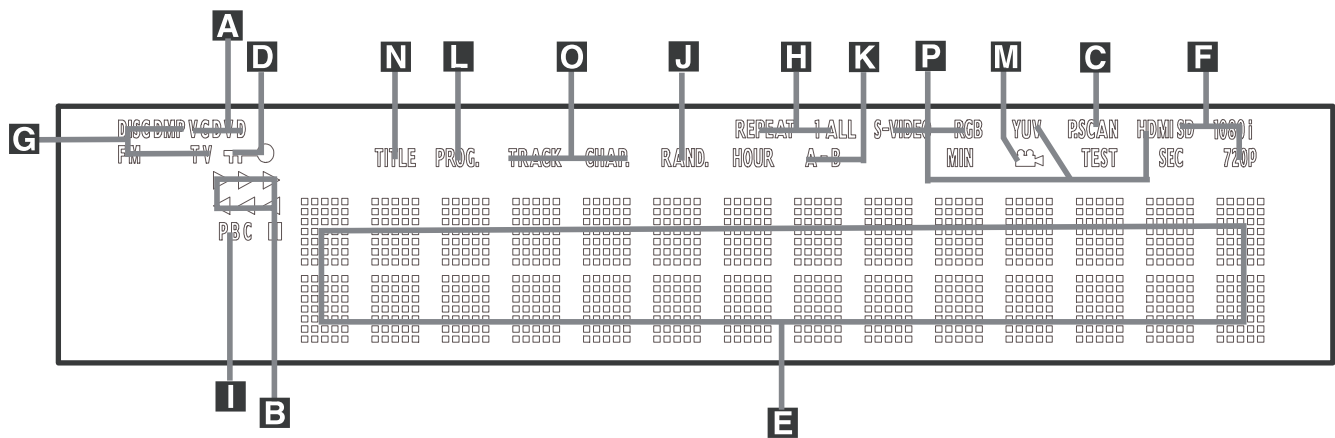 A
D N L O J H K P M C F
G DISC DMP VCD VD REPEAT 1 ALL S-VIDEO RGB YUV P.SCAN HDMI SD 1080 i
FM TV TITLE PROG. TRACK CHAP. RAND. HOUR A - B MIN TEST SEC 720P
PBC
I B E